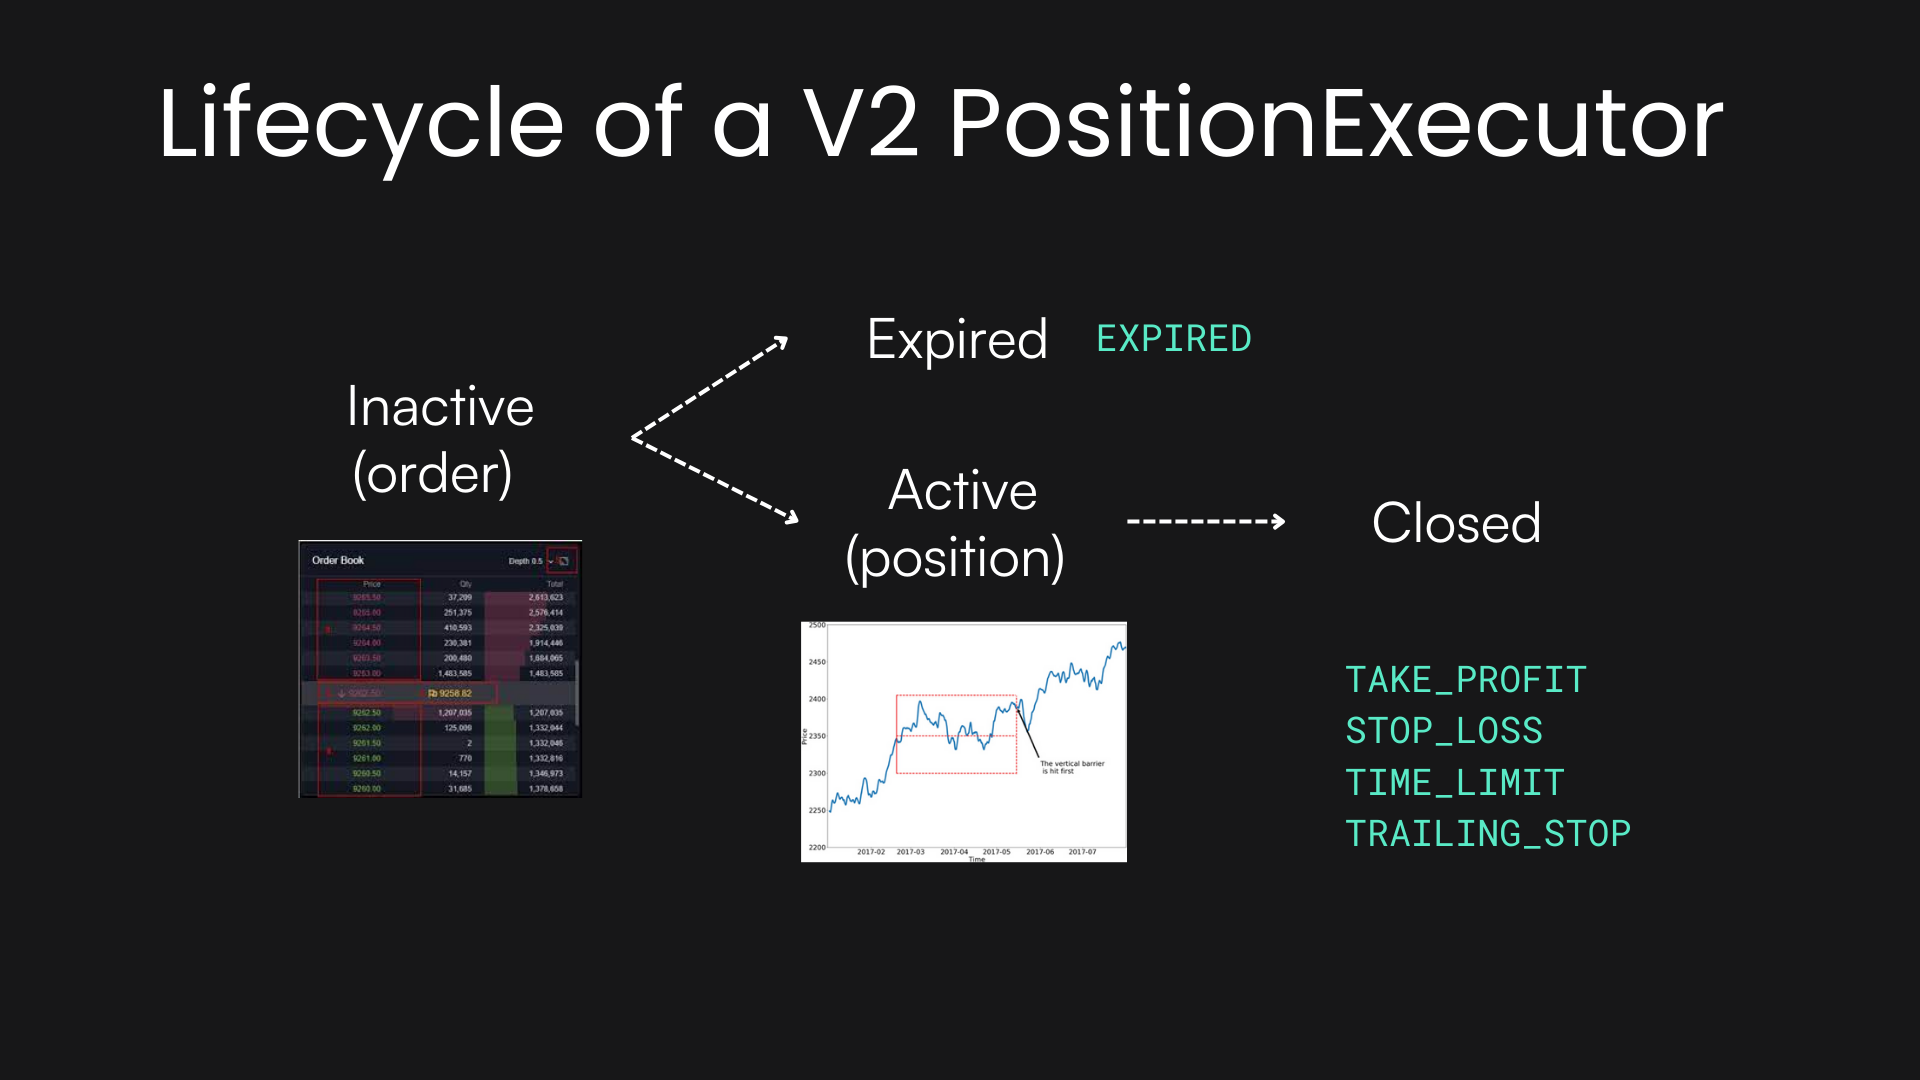 Lifecycle of a V2 PositionExecutor
Expired EXPIRED
Inactive
(order)
Active
(position)
Closed
Order Book Depth 0.5
Price Qty Total
9265.50 37,299 2,613,623
9265.00 251,375 2,576,414
9264.50 410,593 2,325,039
9264.00 230,381 1,914,446
9263.50 200,480 1,684,065
9263.00 1,483,585 1,483,585
9262.50 9258.82
9262.50 1,207,035 1,207,035
9262.00 125,009 1,332,044
9261.50 2 1,332,046
9261.00 770 1,332,816
9260.50 14,157 1,346,973
9260.00 31,685 1,378,658
2500
2450
2400
2350
2300
2250
2200
Price
The vertical barrier
is hit first
2017-02 2017-03 2017-04 2017-05 2017-06 2017-07
Time
TAKE_PROFIT
STOP_LOSS
TIME_LIMIT
TRAILING_STOP